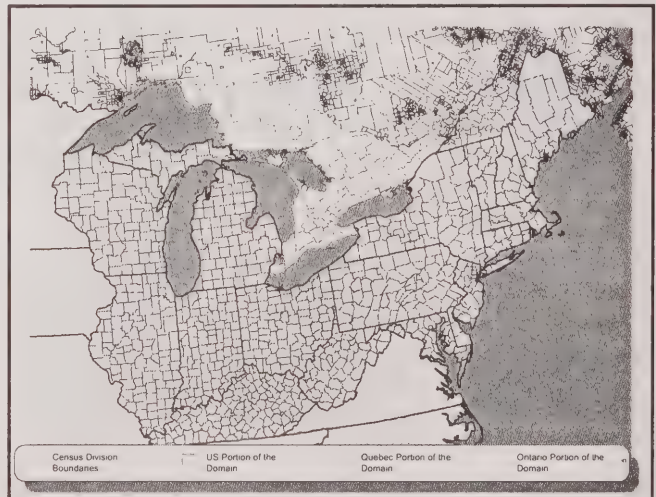 Census Division
Boundaries
US Portion of the
Domain
Quebec Portion of the
Domain
Ontario Portion of the
Domain